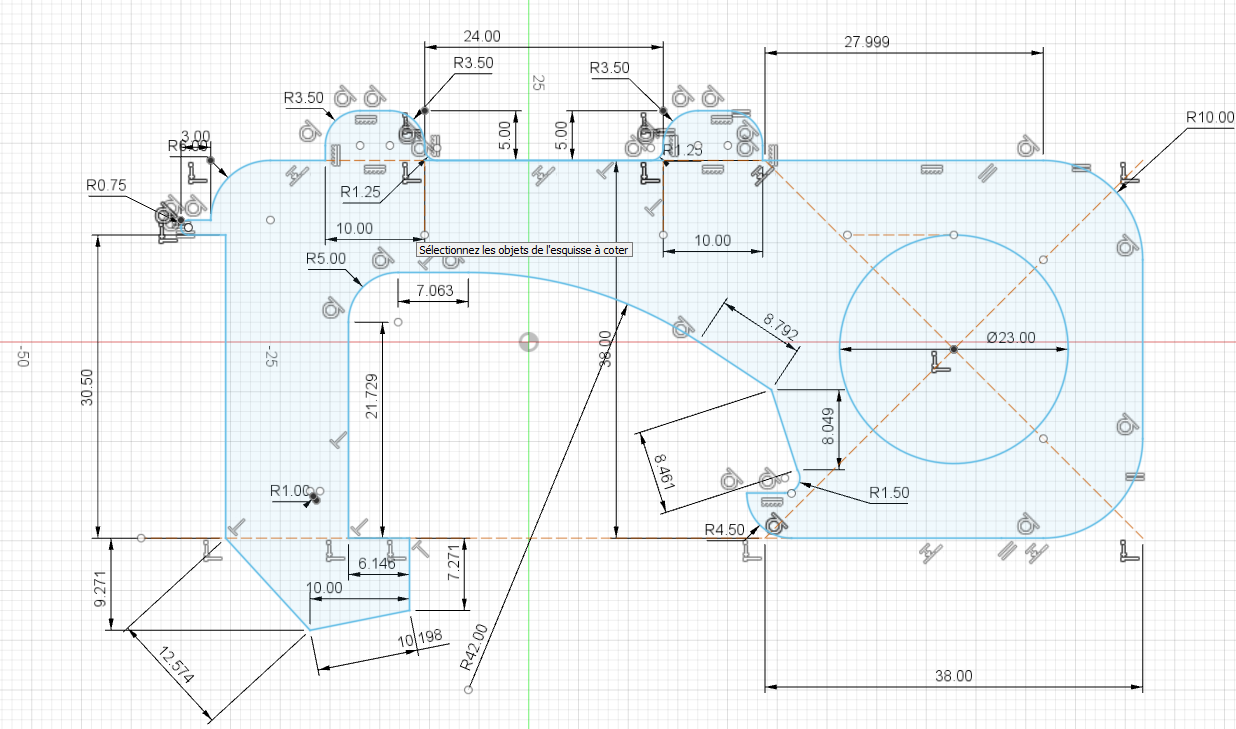 24.00
27.999
R3.50
R3.50
25
R3.50
R10.00
3.00
R6.00
5.00
5.00
R1.25
R0.75
R1.25
10.00
10.00
Sélectionnez les objets de l'esquisse à coter
R5.00
7.063
8.792
Ø23.00
38.00
-50
-25
30.50
21.729
8.049
8.461
R1.00
R1.50
R4.50
6.146
7.271
9.271
10.00
10.198
R42.00
12.574
38.00